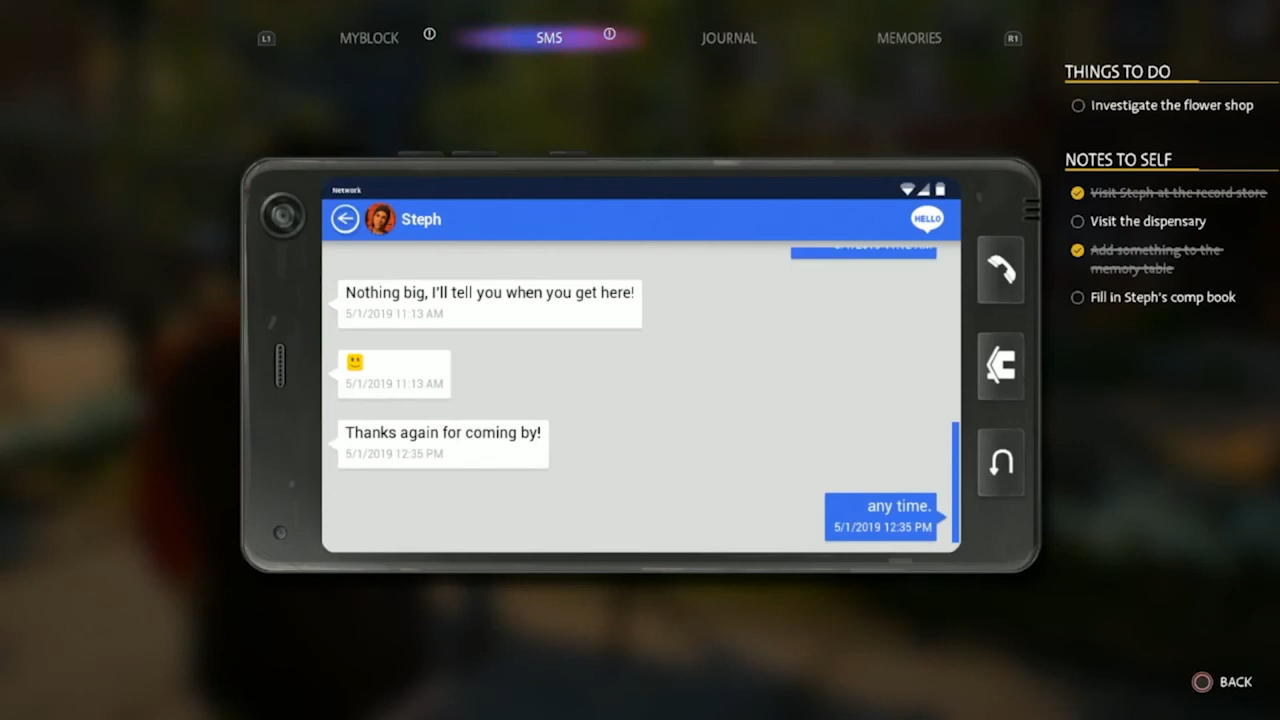 L1
MYBLOCK
SMS
JOURNAL
MEMORIES
R1
THINGS TO DO
Investigate the flower shop
NOTES TO SELF
Visit Steph at the record store
Visit the dispensary
Add something to the
memory table
Fill in Steph's comp book
Network
Steph
HELLO
Nothing big, I'll tell you when you get here!
5/1/2019 11:13 AM
5/1/2019 11:13 AM
Thanks again for coming by!
5/1/2019 12:35 PM
any time.
5/1/2019 12:35 PM
BACK